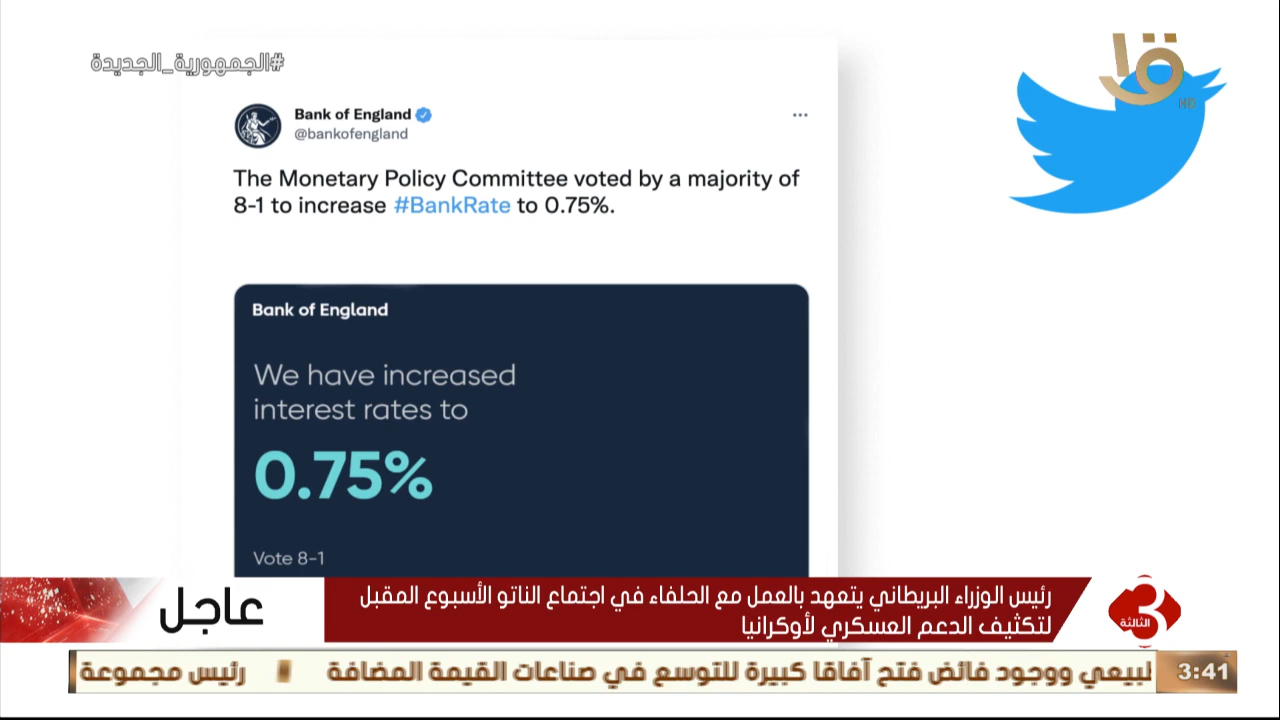 #الجمهورية_الجديدة
HD
Bank of England
@bankofengland
The Monetary Policy Committee voted by a majority of
8-1 to increase #BankRate to 0.75%.
Bank of England
We have increased
interest rates to
0.75%
Vote 8-1
عاجل
رئيس الوزراء البريطاني يتعهد بالعمل مع الحلفاء في اجتماع الناتو الأسبوع المقبل
لتكثيف الدعم العسكري لأوكرانيا
3 الثالثة
ووجود فائض فتح آفاقا كبيرة للتوسع في صناعات القيمة المضافة
رئيس مجموعة
3:41